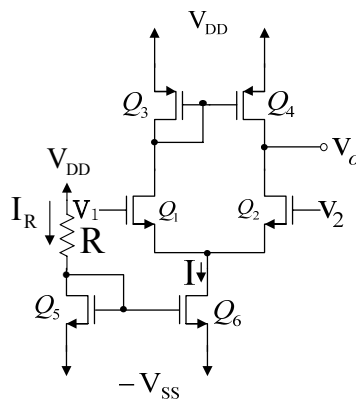 V_DD
Q_3
Q_4
V_o
V_DD
I_R
V_1
Q_1
Q_2
V_2
R
I
Q_5
Q_6
-V_SS